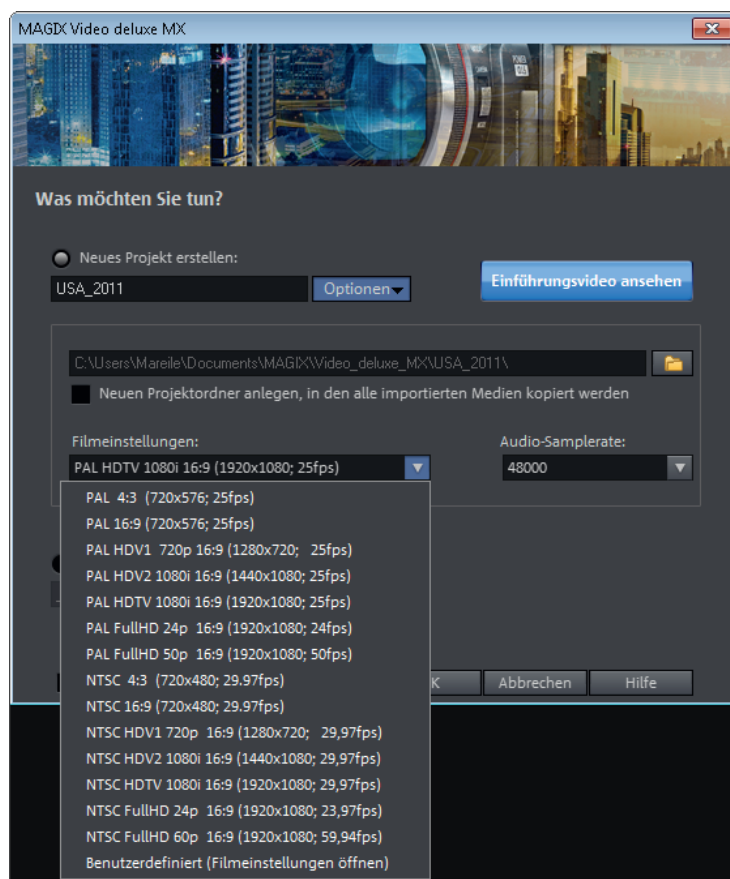 MAGIX Video deluxe MX
Was möchten Sie tun?
Neues Projekt erstellen:
USA_2011
Optionen
Einführungsvideo ansehen
C:\Users\Mareile\Documents\MAGIX\Video_deluxe_MX\USA_2011\
Neuen Projektordner anlegen, in den alle importierten Medien kopiert werden
Filmeinstellungen:
Audio-Samplerate:
PAL HDTV 1080i 16:9 (1920x1080; 25fps)
48000
PAL 4:3 (720x576; 25fps)
PAL 16:9 (720x576; 25fps)
PAL HDV1 720p 16:9 (1280x720; 25fps)
PAL HDV2 1080i 16:9 (1440x1080; 25fps)
PAL HDTV 1080i 16:9 (1920x1080; 25fps)
PAL FullHD 24p 16:9 (1920x1080; 24fps)
PAL FullHD 50p 16:9 (1920x1080; 50fps)
NTSC 4:3 (720x480; 29.97fps)
K
Abbrechen
Hilfe
NTSC 16:9 (720x480; 29.97fps)
NTSC HDV1 720p 16:9 (1280x720; 29,97fps)
NTSC HDV2 1080i 16:9 (1440x1080; 29,97fps)
NTSC HDTV 1080i 16:9 (1920x1080; 29,97fps)
NTSC FullHD 24p 16:9 (1920x1080; 23,97fps)
NTSC FullHD 60p 16:9 (1920x1080; 59,94fps)
Benutzerdefiniert (Filmeinstellungen öffnen)